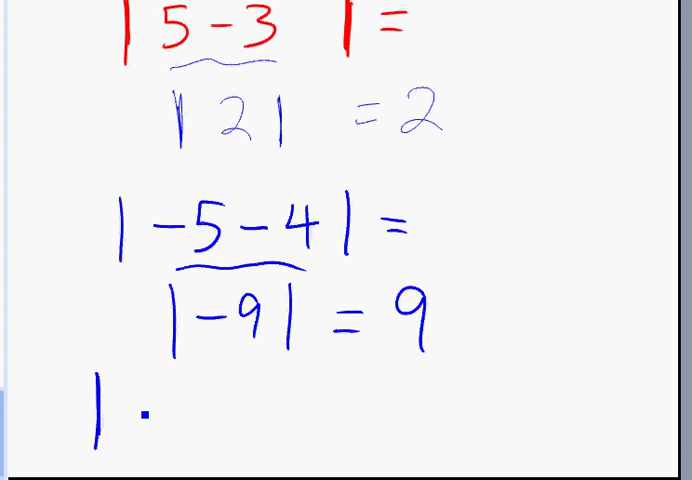 | 5 - 3 | =
| 2 | = 2
| - 5 - 4 | =
| - 9 | = 9
|